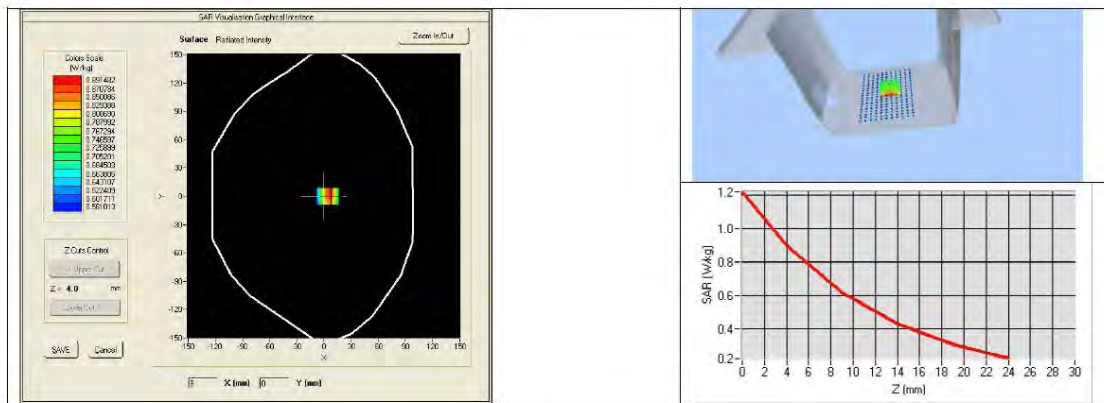 SAR Visualisation Graphical Interface
Surface Radiated Intensity
Zoom In/Out
Colors Scale
(W/kg)
0.891482
0.870784
0.850086
0.829388
0.808690
0.787992
0.767294
0.746597
0.725899
0.705201
0.684503
0.663805
0.643107
0.622409
0.601711
0.581013
Z Cuts Control
Upper Cut
Z = 4.0 mm
Lower Cut
SAVE Cancel
150
120
90
60
30
Y 0
-30
-60
-90
-120
-150
-150 -120 -90 -60 -30 0 30 60 90 120 150
X
X (mm) 0 Y (mm)
1.2
1.0
0.8
0.6
0.4
0.2
SAR (W/kg)
0 2 4 6 8 10 12 14 16 18 20 22 24 26 28 30
Z (mm)